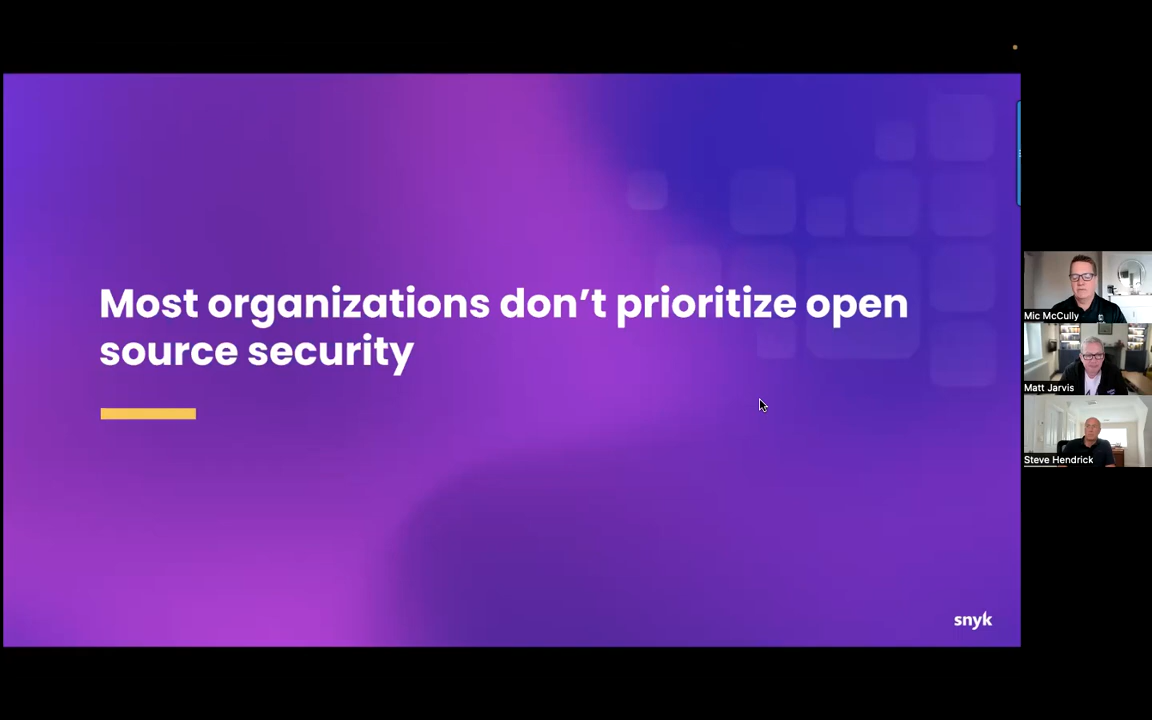 Most organizations don’t prioritize open
source security
snyk
Mic McCully
Matt Jarvis
Steve Hendrick